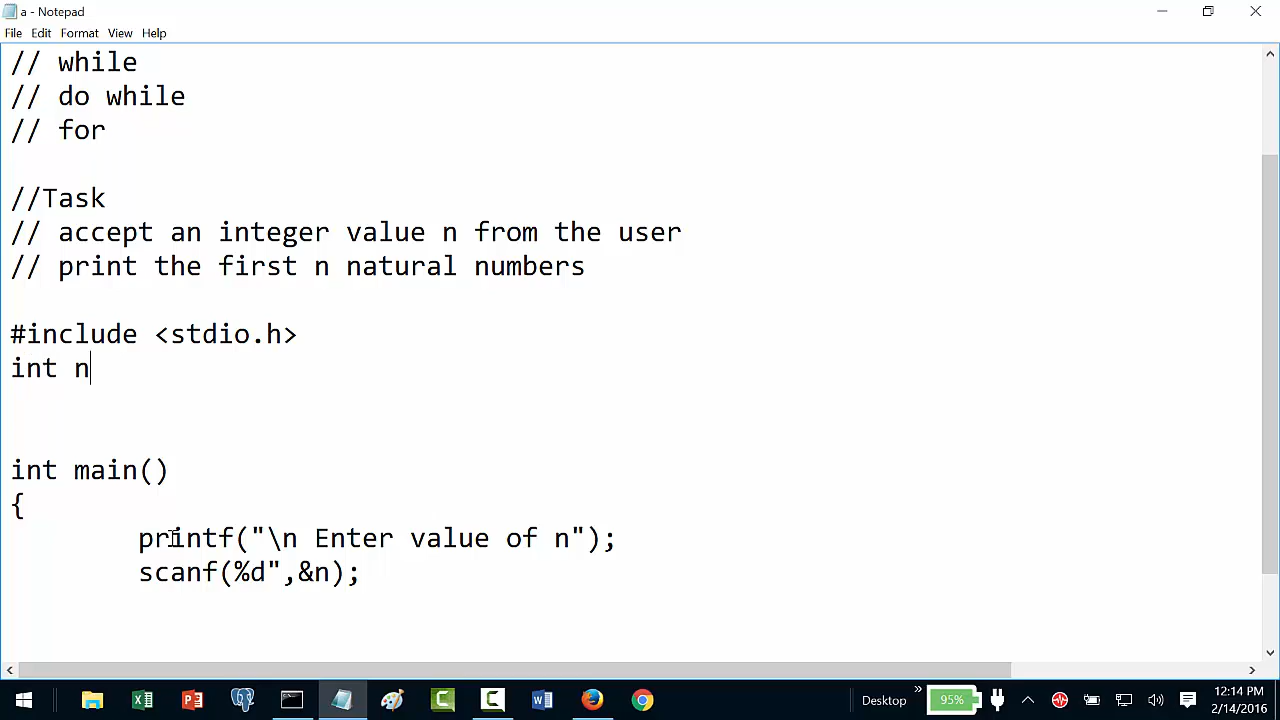 a - Notepad
File Edit Format View Help
// while
// do while
// for
//Task
// accept an integer value n from the user
// print the first n natural numbers
#include <stdio.h>
int n
int main()
{
printf("\n Enter value of n");
scanf(%d",&n);
Desktop » 95% 12:14 PM
2/14/2016